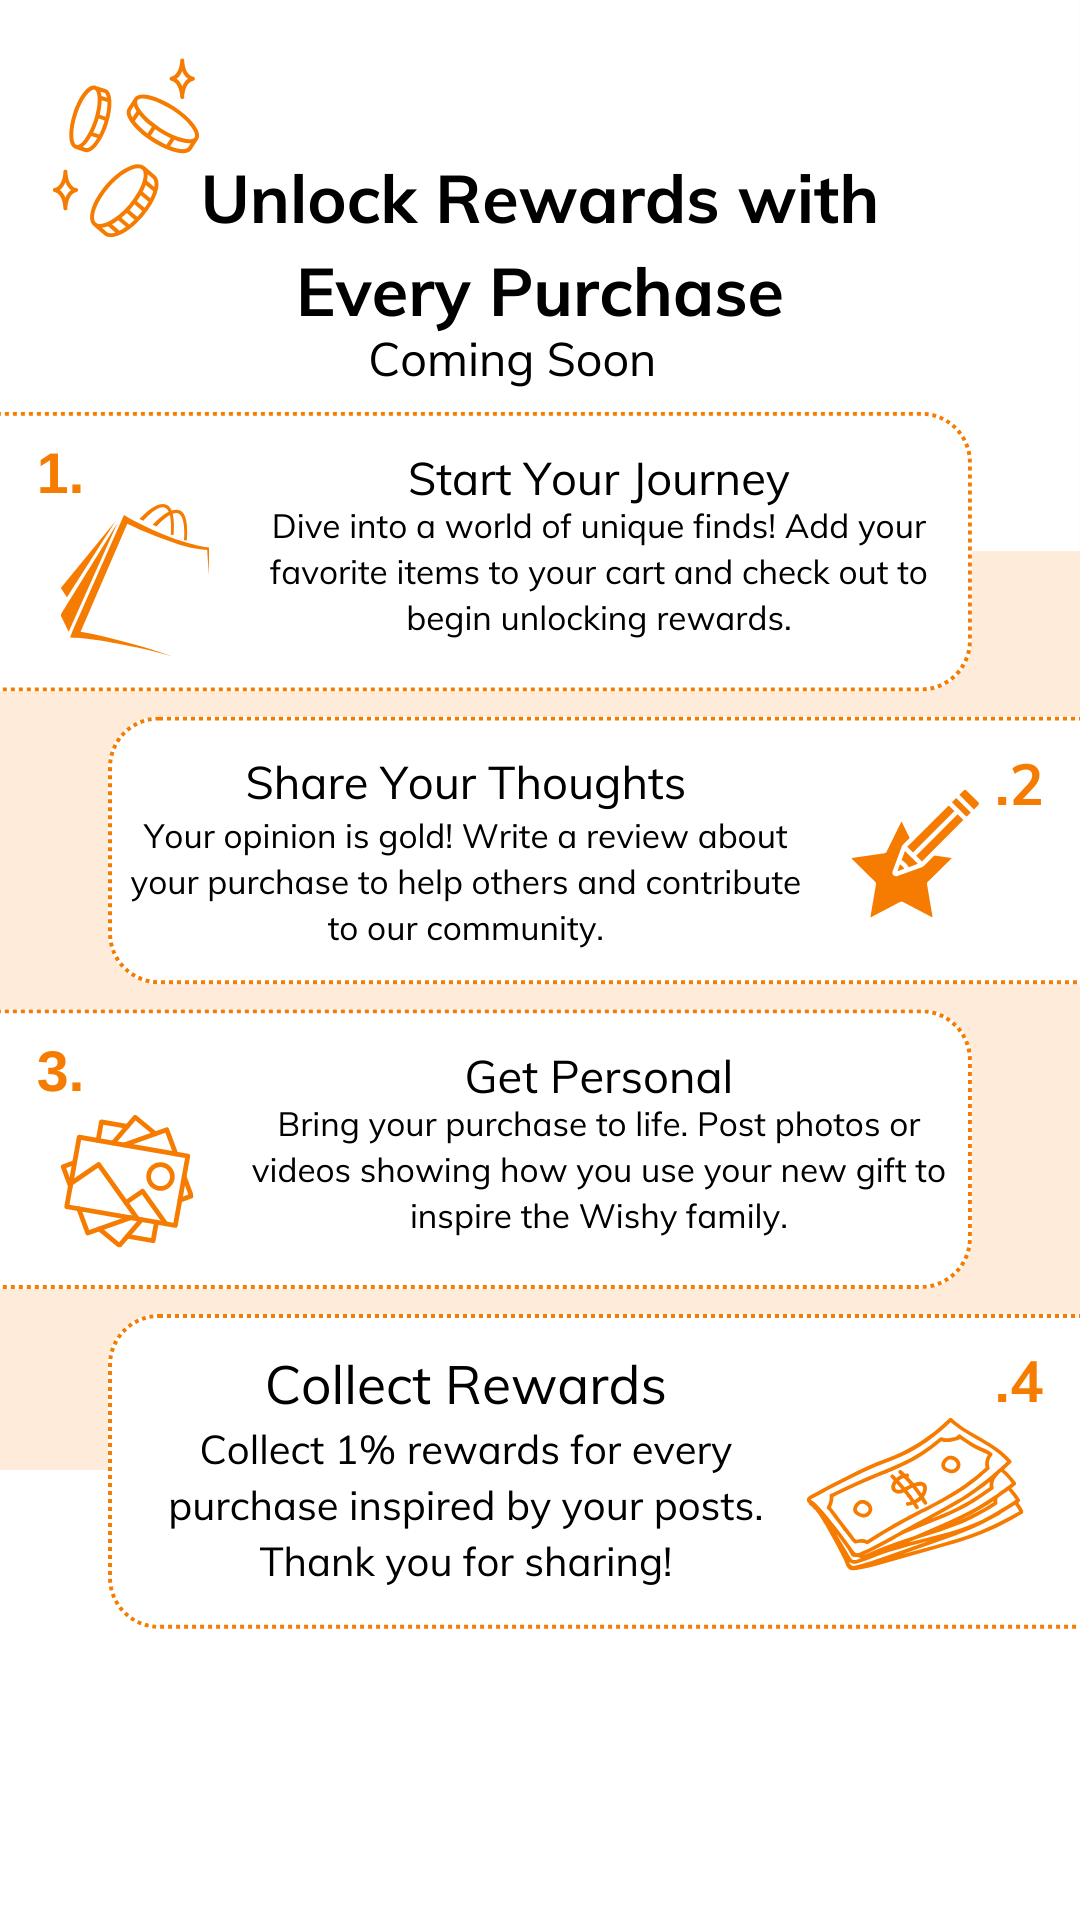 Unlock Rewards with
Every Purchase
Coming Soon
1.
Start Your Journey
Dive into a world of unique finds! Add your
favorite items to your cart and check out to
begin unlocking rewards.
.2
Share Your Thoughts
Your opinion is gold! Write a review about
your purchase to help others and contribute
to our community.
3.
Get Personal
Bring your purchase to life. Post photos or
videos showing how you use your new gift to
inspire the Wishy family.
.4
Collect Rewards
Collect 1% rewards for every
purchase inspired by your posts.
Thank you for sharing!
$